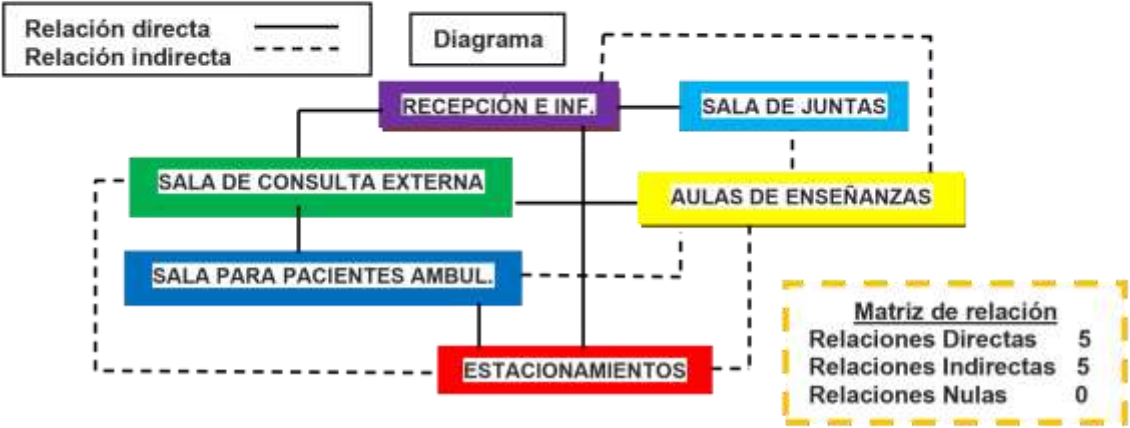 Relación directa
Relación indirecta
Diagrama
RECEPCIÓN E INF.
SALA DE JUNTAS
SALA DE CONSULTA EXTERNA
AULAS DE ENSEÑANZAS
SALA PARA PACIENTES AMBUL.
ESTACIONAMIENTOS
Matriz de relación
Relaciones Directas 5
Relaciones Indirectas 5
Relaciones Nulas 0